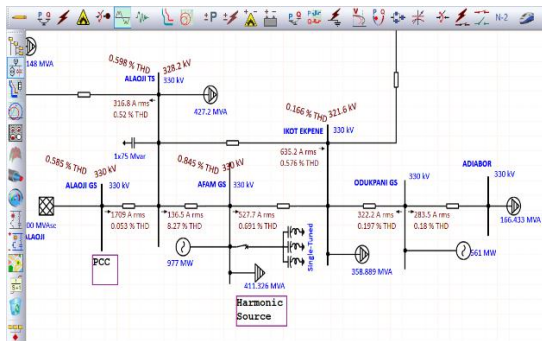 N-2
148 MVA
0.598 % THD
328.2 kV
ALAOJI TS
330 kV
316.8 A rms
0.52 % THD
427.2 MVA
0.166 % THD
321.6 kV
IKOT EKPENE
330 kV
1x75 Mvar
635.2 A rms
0.576 % THD
0.585 % THD
330 kV
ALAOJI GS
330 kV
0.845 % THD
330 kV
AFAM GS
330 kV
330 kV
ODUKPANI GS
ADIABOR
330 kV
00 MVAsc
ALAOJI
1709 A rms
0.053 % THD
136.5 A rms
8.27 % THD
527.7 A rms
0.691 % THD
322.2 A rms
0.197 % THD
283.5 A rms
0.18 % THD
166.433 MVA
977 MW
Single-Tuned
561 MW
PCC
358.889 MVA
411.326 MVA
Harmonic
Source